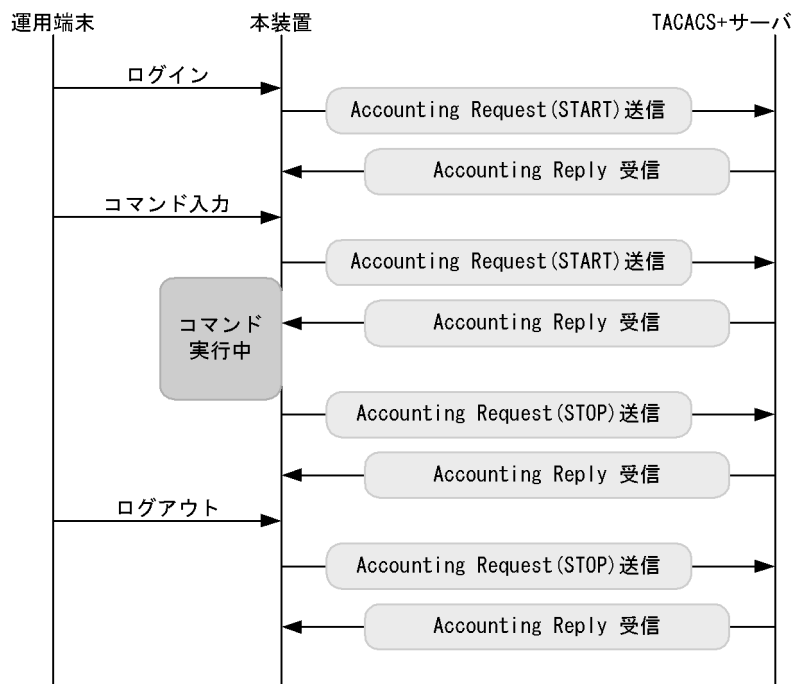 運用端末 本装置 TACACS+サーバ
ログイン
Accounting Request(START)送信
Accounting Reply 受信
コマンド入力
Accounting Request(START)送信
Accounting Reply 受信
コマンド
実行中
Accounting Request(STOP)送信
Accounting Reply 受信
ログアウト
Accounting Request(STOP)送信
Accounting Reply 受信